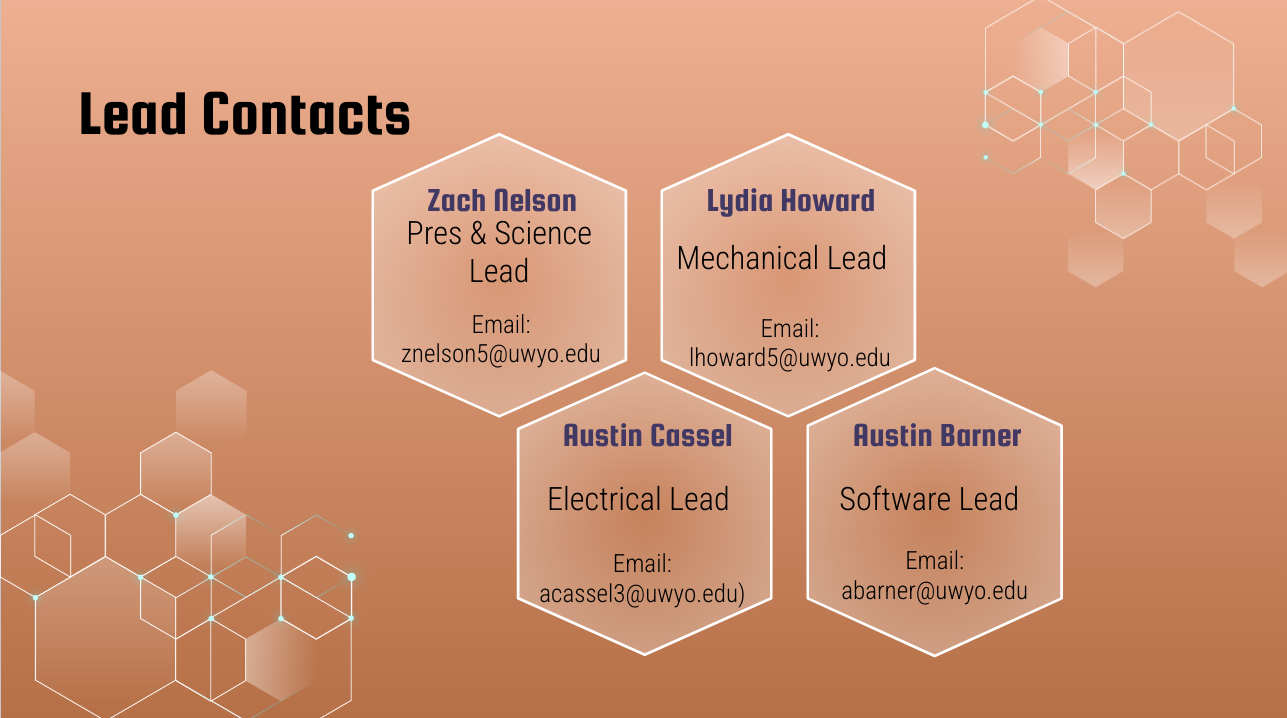 Lead Contacts
Zach Nelson
Pres & Science
Lead
Email:
znelson5@uwyo.edu
Lydia Howard
Mechanical Lead
Email:
lhoward5@uwyo.edu
Austin Cassel
Electrical Lead
Email:
acassel3@uwyo.edu)
Austin Barner
Software Lead
Email:
abarner@uwyo.edu